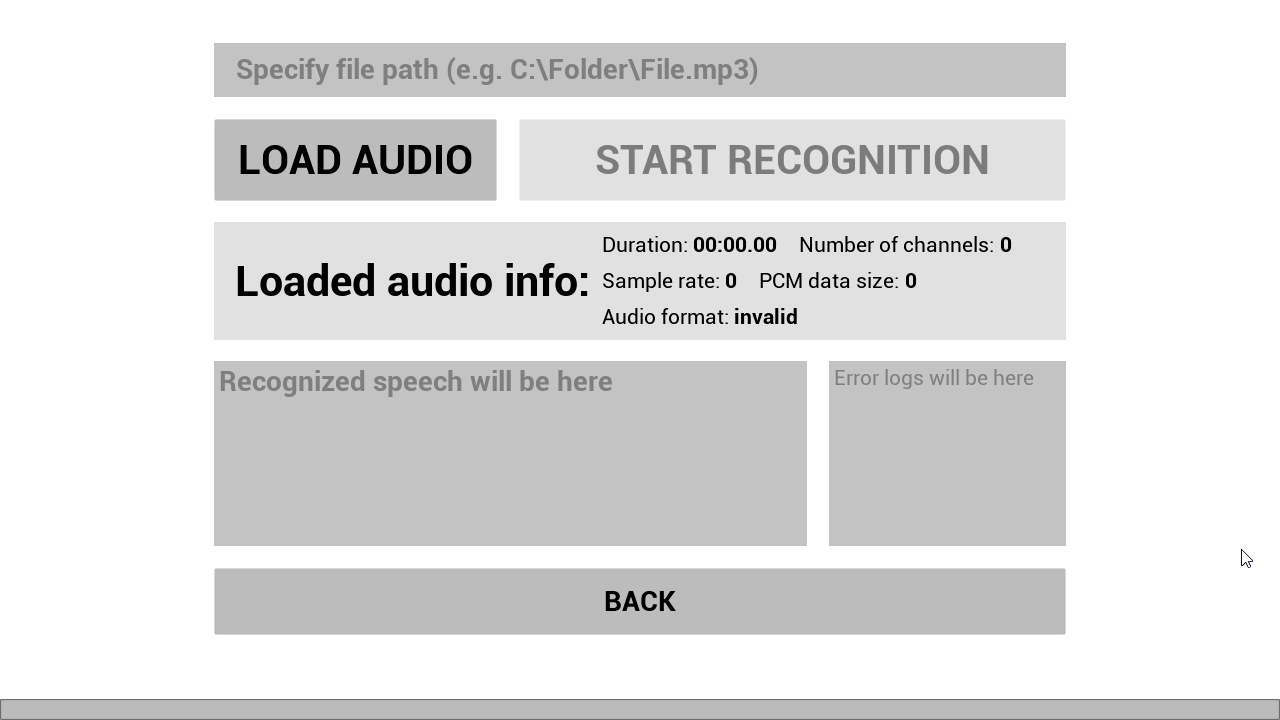 Specify file path (e.g. C:\Folder\File.mp3)
LOAD AUDIO
START RECOGNITION
Loaded audio info:
Duration: 00:00.00 Number of channels: 0
Sample rate: 0 PCM data size: 0
Audio format: invalid
Recognized speech will be here
Error logs will be here
BACK